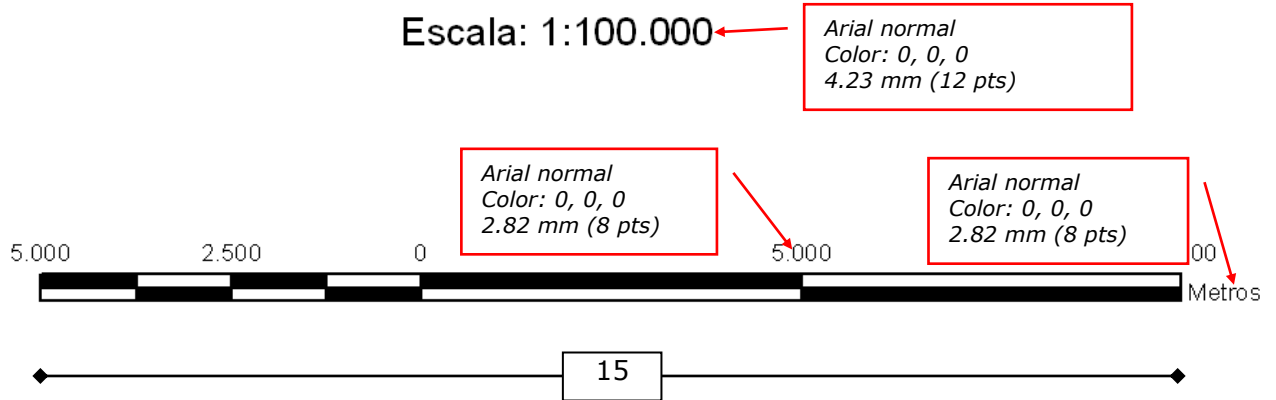 Escala: 1:100.000
Arial normal
Color: 0, 0, 0
4.23 mm (12 pts)
Arial normal
Color: 0, 0, 0
2.82 mm (8 pts)
Arial normal
Color: 0, 0, 0
2.82 mm (8 pts)
5.000 2.500 0 5.000 00
Metros
15